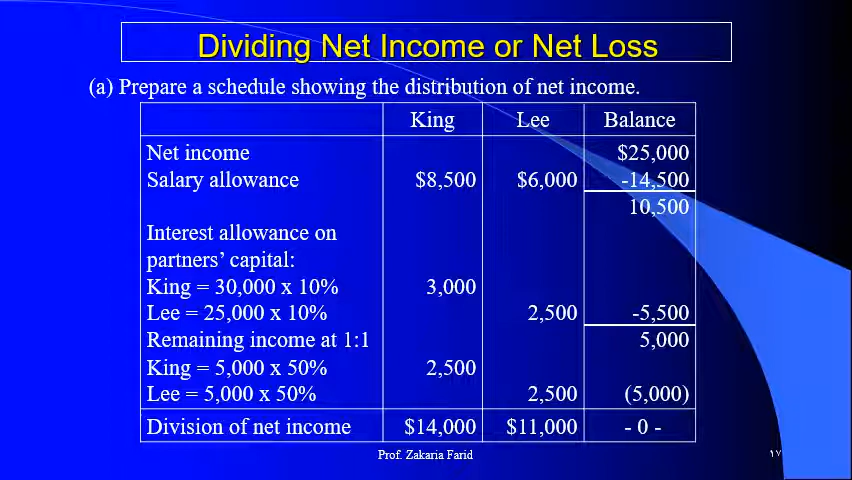 Dividing Net Income or Net Loss
(a) Prepare a schedule showing the distribution of net income.
King Lee Balance
Net income $25,000
Salary allowance $8,500 $6,000 -14,500
10,500
Interest allowance on
partners’ capital:
King = 30,000 x 10% 3,000
Lee = 25,000 x 10% 2,500 -5,500
Remaining income at 1:1 5,000
King = 5,000 x 50% 2,500
Lee = 5,000 x 50% 2,500 (5,000)
Division of net income $14,000 $11,000 - 0 -
Prof. Zakaria Farid ١٧